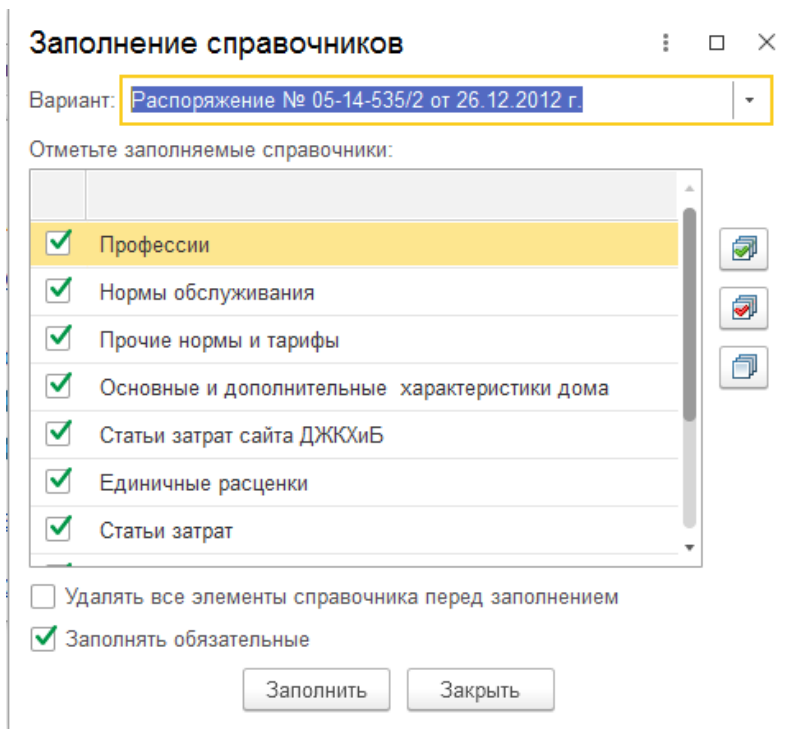 Заполнение справочников
Вариант: Распоряжение № 05-14-535/2 от 26.12.2012 г.
Отметьте заполняемые справочники:
Профессии
Нормы обслуживания
Прочие нормы и тарифы
Основные и дополнительные характеристики дома
Статьи затрат сайта ДЖКХиБ
Единичные расценки
Статьи затрат
Удалять все элементы справочника перед заполнением
Заполнять обязательные
Заполнить Закрыть